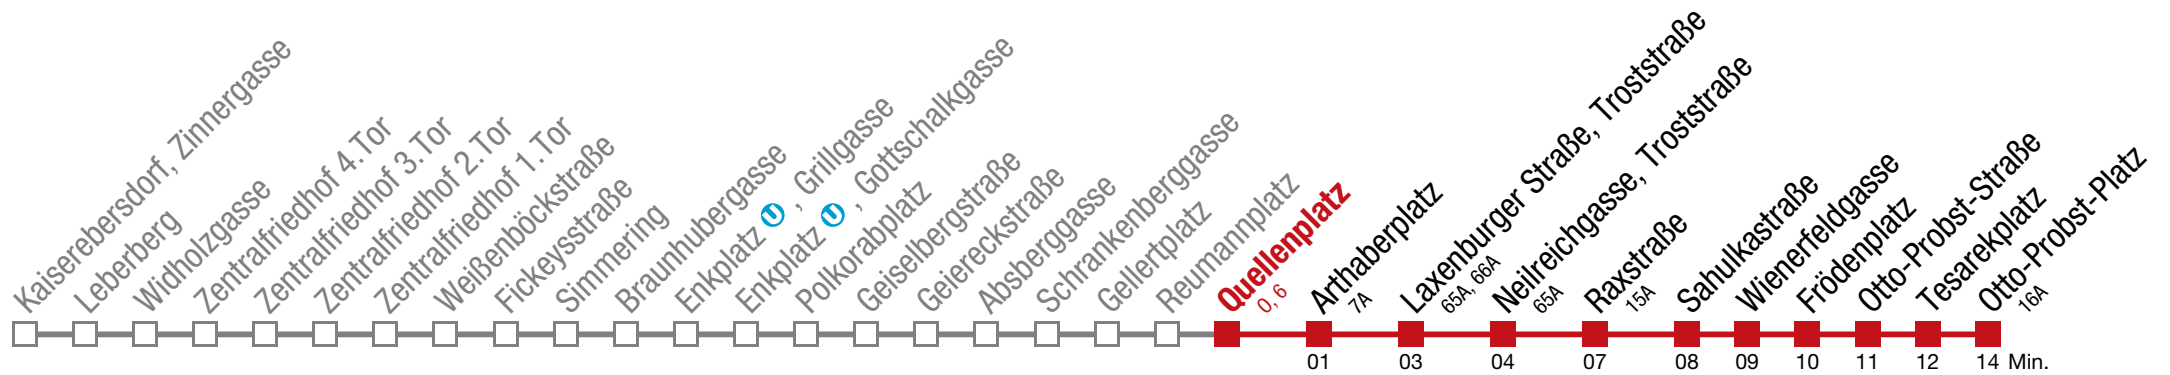 Kaiserebersdorf, Zinnergasse
Leberberg
Widholzgasse
Zentralfriedhof 4.Tor
Zentralfriedhof 3.Tor
Zentralfriedhof 2.Tor
Zentralfriedhof 1.Tor
Weißenböckstraße
Fickeysstraße
Simmering
Braunhubergasse
Enkplatz U , Grillgasse
Enkplatz U , Gottschalkgasse
Polkorabplatz
Geiselbergstraße
Geiereckstraße
Absberggasse
Schrankenberggasse
Gellertplatz
Reumannplatz
Quellenplatz
0, 6
Arthaberplatz
7A
Laxenburger Straße, Troststraße
65A, 66A
Neilreichgasse, Troststraße
65A
Raxstraße
15A
Sahulkastraße
Wienerfeldgasse
Frödenplatz
Otto-Probst-Straße
Tesarekplatz
Otto-Probst-Platz
16A
01 03 04 07 08 09 10 11 12 14 Min.